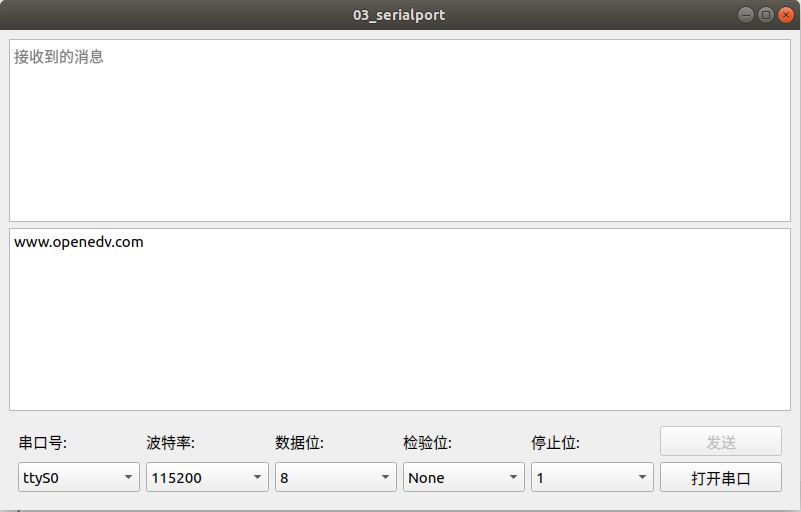 03_serialport
接收到的消息
www.openedv.com
串口号: 波特率: 数据位: 检验位: 停止位: 发送
ttyS0 115200 8 None 1 打开串口